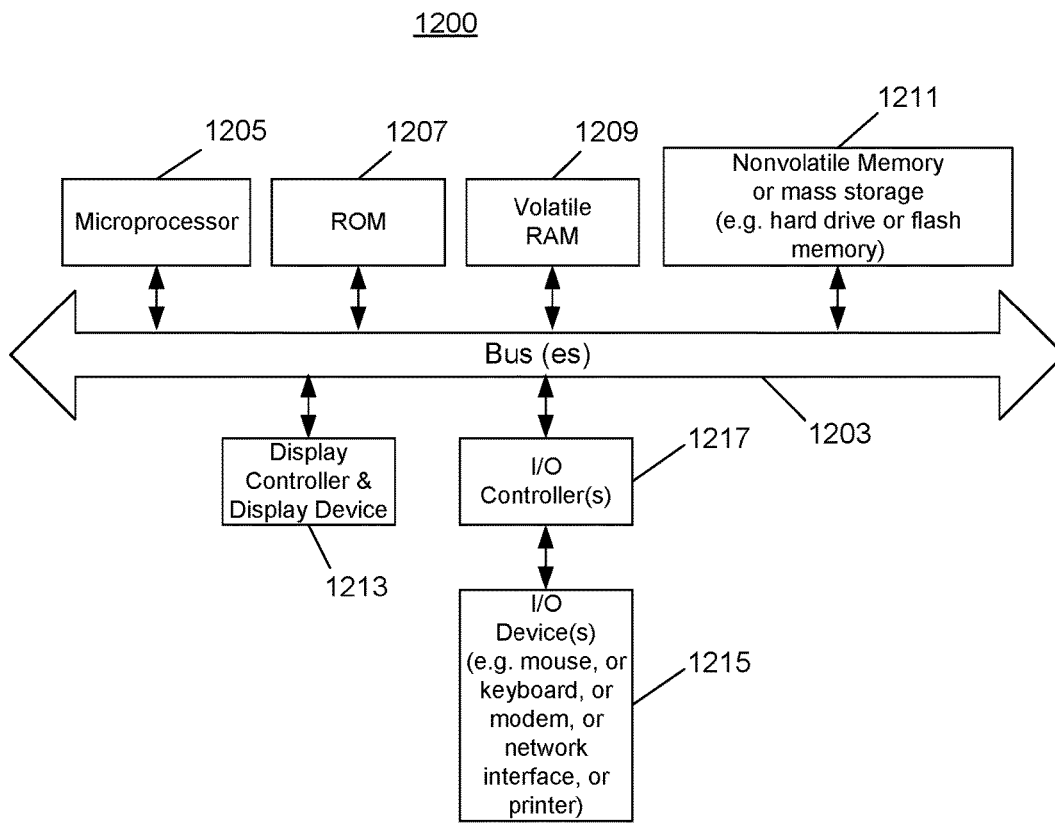 1200
1205
1207
1209
1211
Microprocessor
ROM
Volatile
RAM
Nonvolatile Memory
or mass storage
(e.g. hard drive or flash
memory)
Bus (es)
1203
Display
Controller &
Display Device
1213
I/O
Controller(s)
1217
I/O
Device(s)
(e.g. mouse, or
keyboard, or
modem, or
network
interface, or
printer)
1215